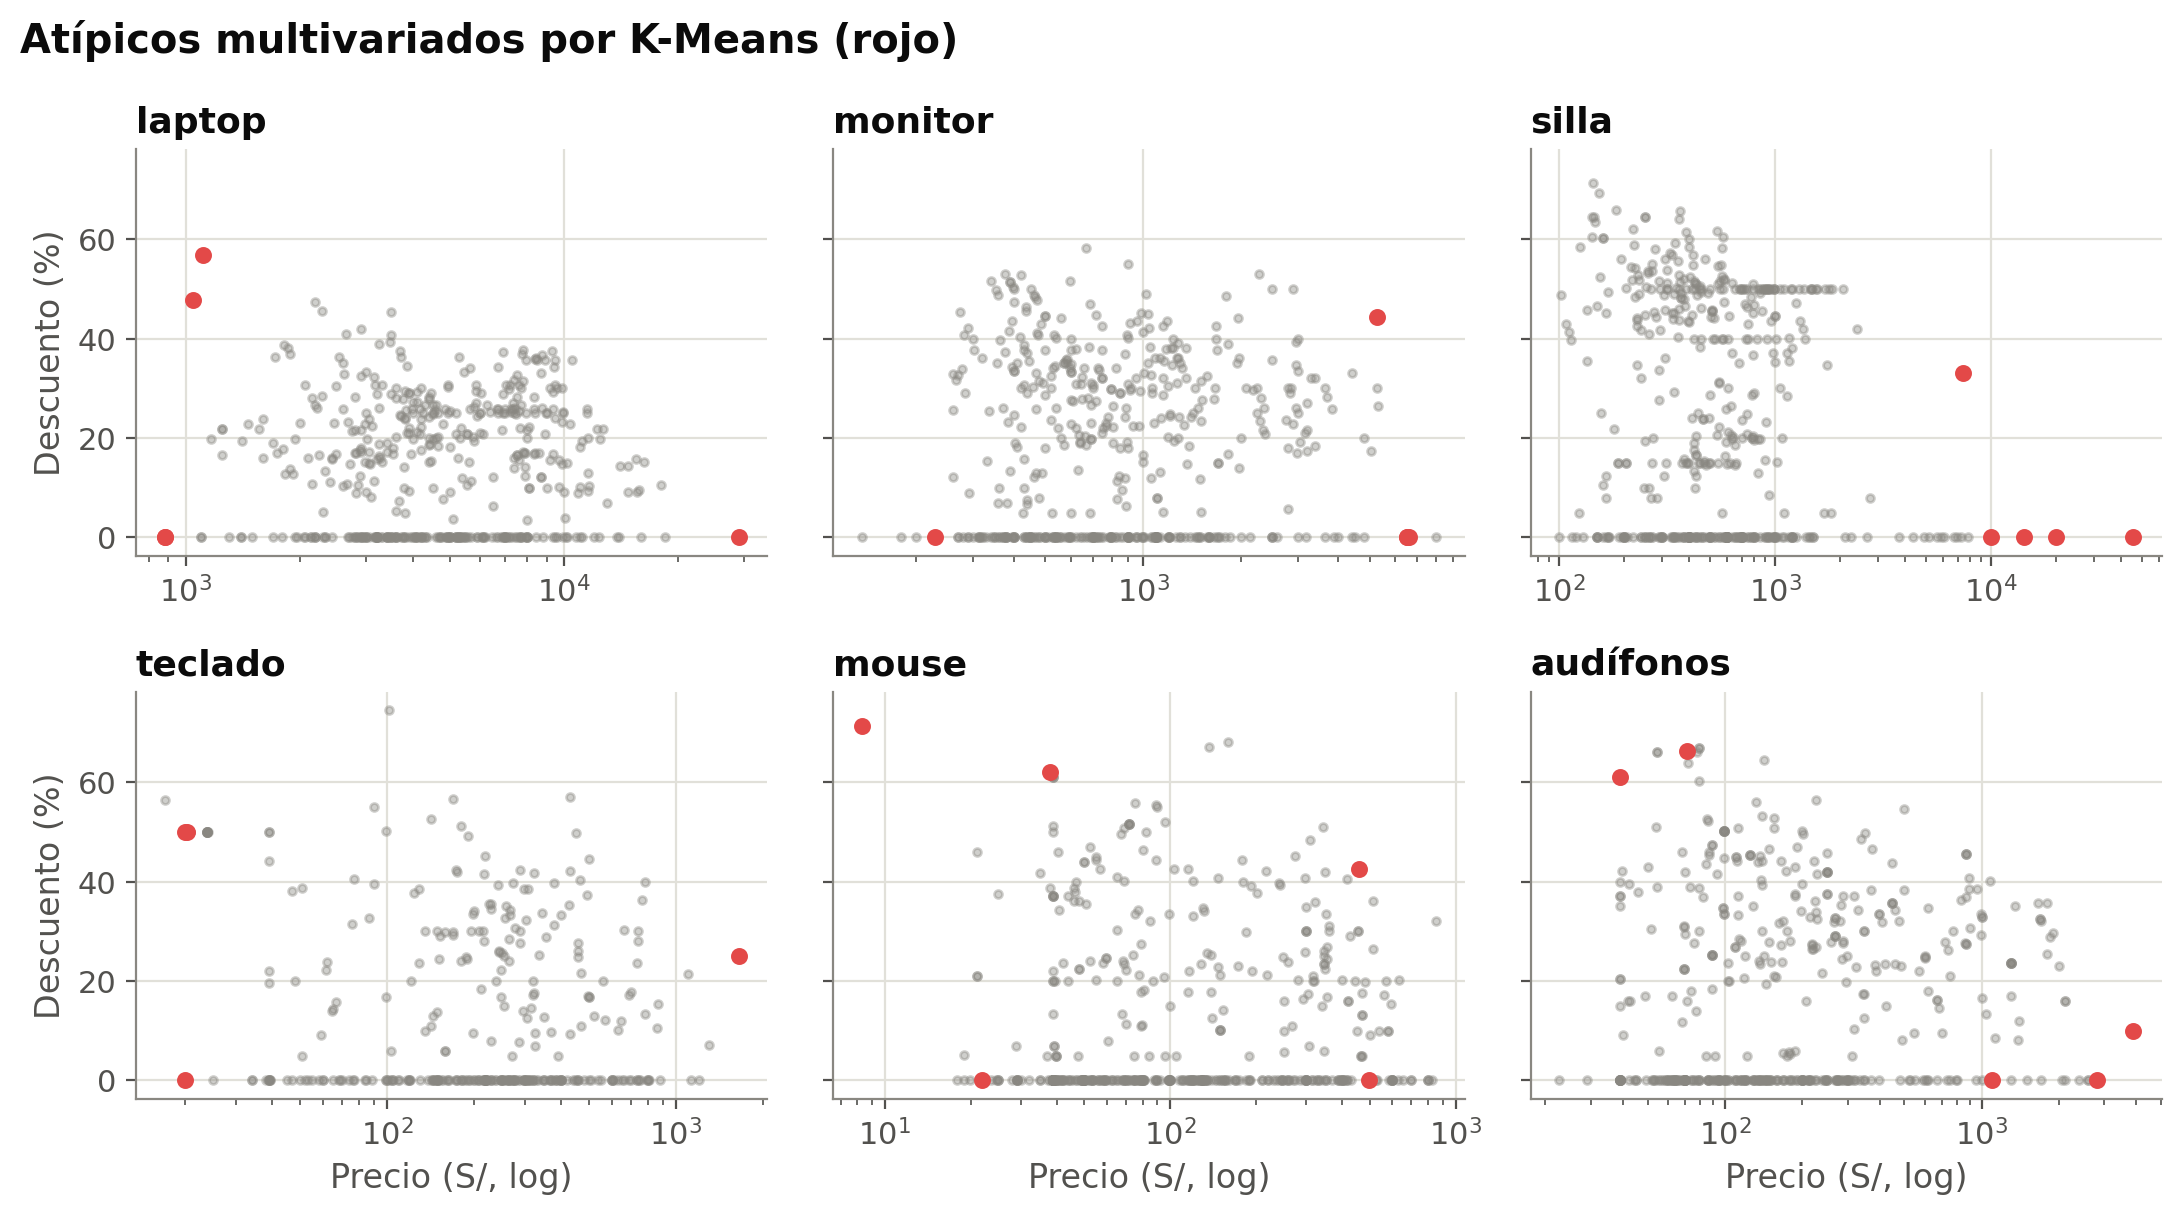 Atípicos multivariados por K-Means (rojo)
laptop
monitor
silla
Descuento (%)
60
40
20
0
10³
10⁴
10³
10²
10³
10⁴
teclado
mouse
audífonos
Descuento (%)
60
40
20
0
10²
10³
10¹
10²
10³
10²
10³
Precio (S/, log)
Precio (S/, log)
Precio (S/, log)